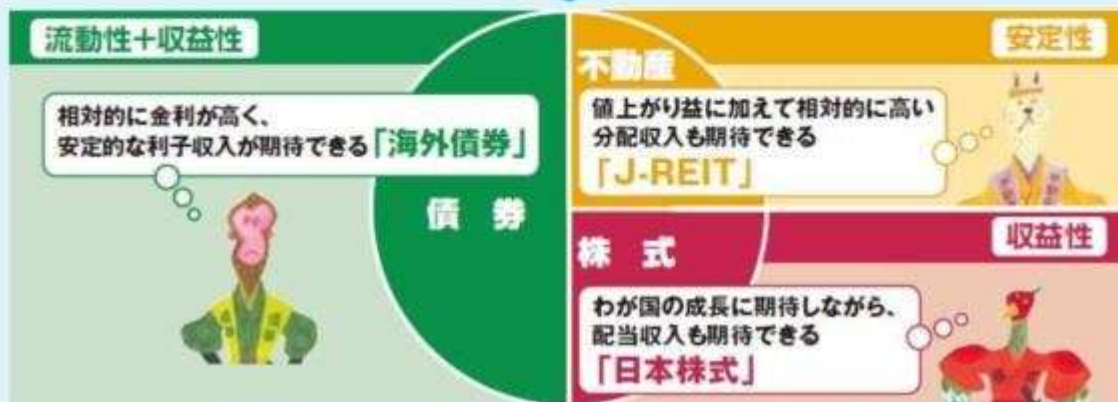 流動性+収益性
相対的に金利が高く、
安定的な利子収入が期待できる「海外債券」
債 券
不動産
安定性
値上がり益に加えて相対的に高い
分配収入も期待できる
「J-REIT」
株 式
収益性
わが国の成長に期待しながら、
配当収入も期待できる
「日本株式」